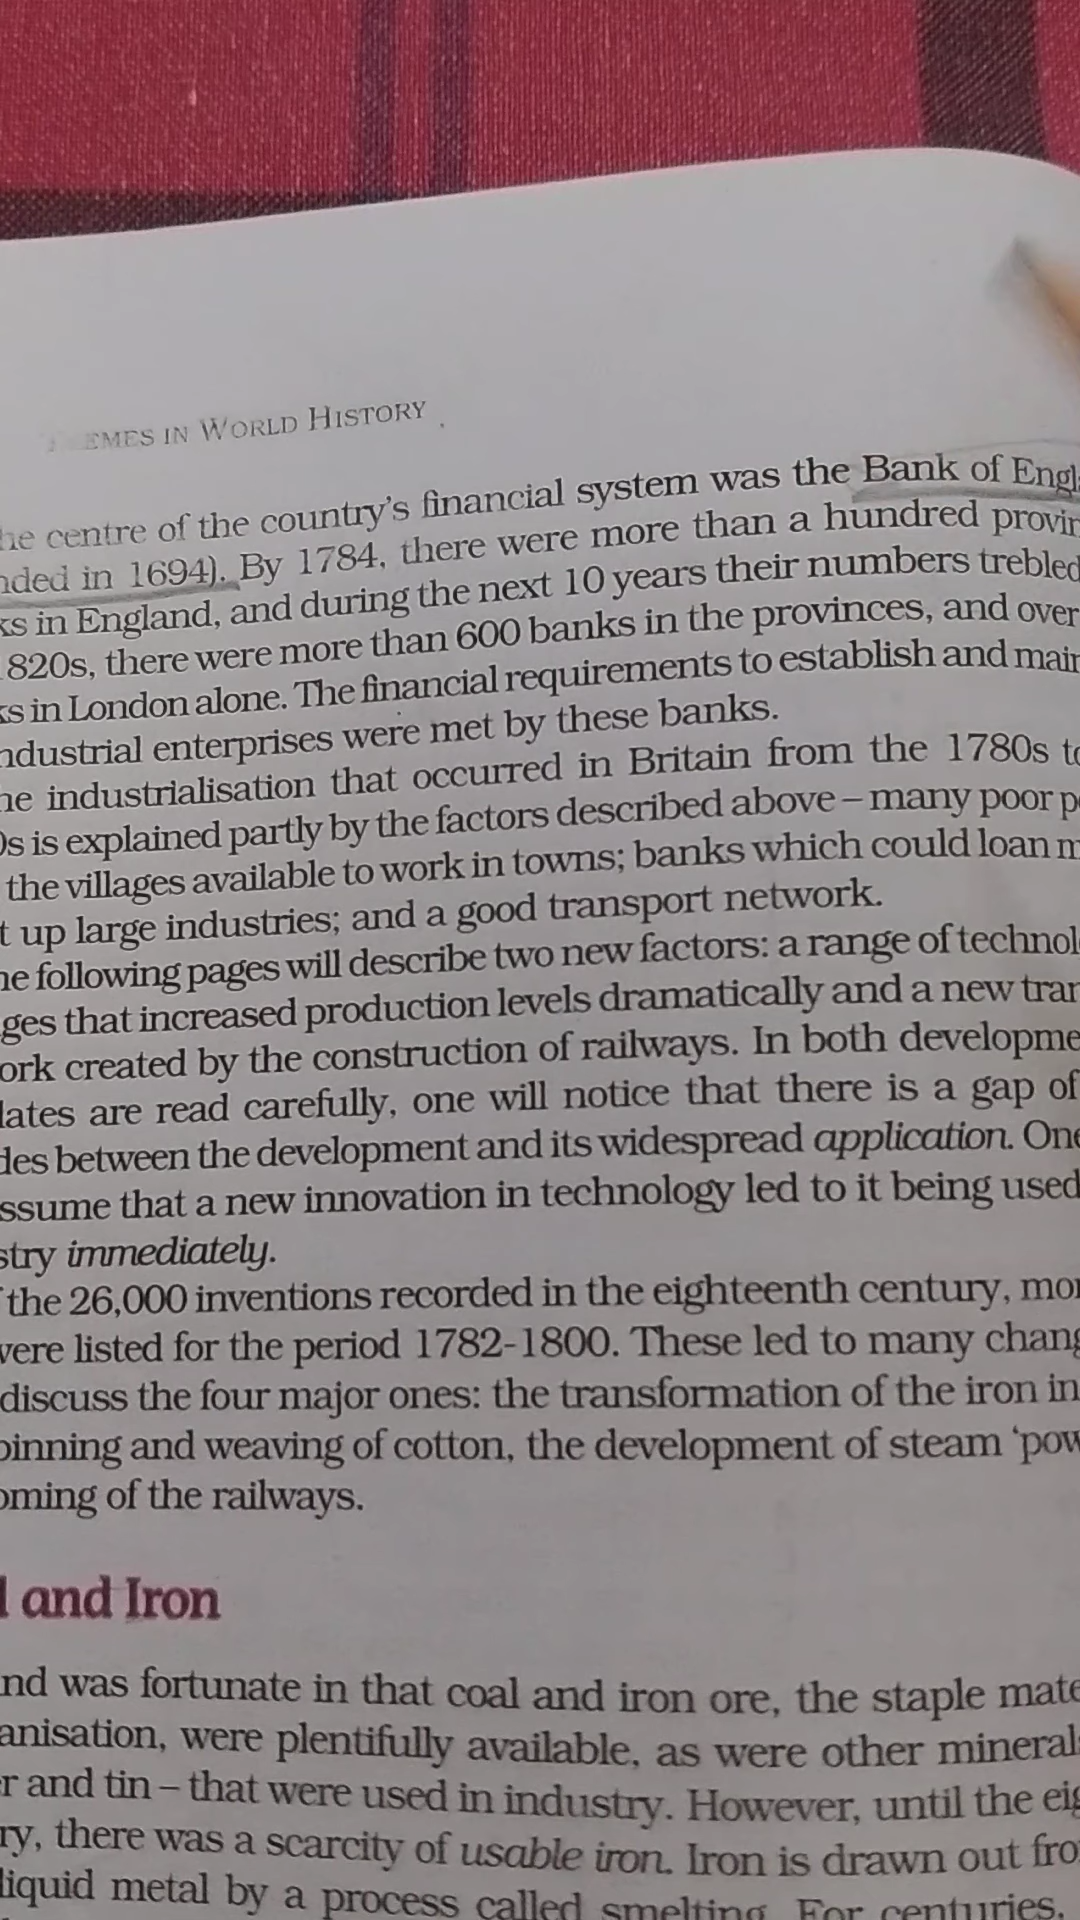 EMES IN WORLD HISTORY
he centre of the country's financial system was the Bank of Engl
nded in 1694). By 1784, there were more than a hundred provin
ks in England, and during the next 10 years their numbers trebled
820s, there were more than 600 banks in the provinces, and over
ks in London alone. The financial requirements to establish and main
ndustrial enterprises were met by these banks.
he industrialisation that occurred in Britain from the 1780s to
0s is explained partly by the factors described above – many poor pe
the villages available to work in towns; banks which could loan m
t up large industries; and a good transport network.
he following pages will describe two new factors: a range of technol
ges that increased production levels dramatically and a new tran
ork created by the construction of railways. In both developme
dates are read carefully, one will notice that there is a gap of
des between the development and its widespread application. One
ssume that a new innovation in technology led to it being used
stry immediately.
the 26,000 inventions recorded in the eighteenth century, mor
were listed for the period 1782-1800. These led to many chang
discuss the four major ones: the transformation of the iron in
pinning and weaving of cotton, the development of steam ‘pow
oming of the railways.
l and Iron
nd was fortunate in that coal and iron ore, the staple mate
anisation, were plentifully available, as were other mineral
r and tin – that were used in industry. However, until the eig
ry, there was a scarcity of usable iron. Iron is drawn out fro
liquid metal by a process called smelting. For centuries,